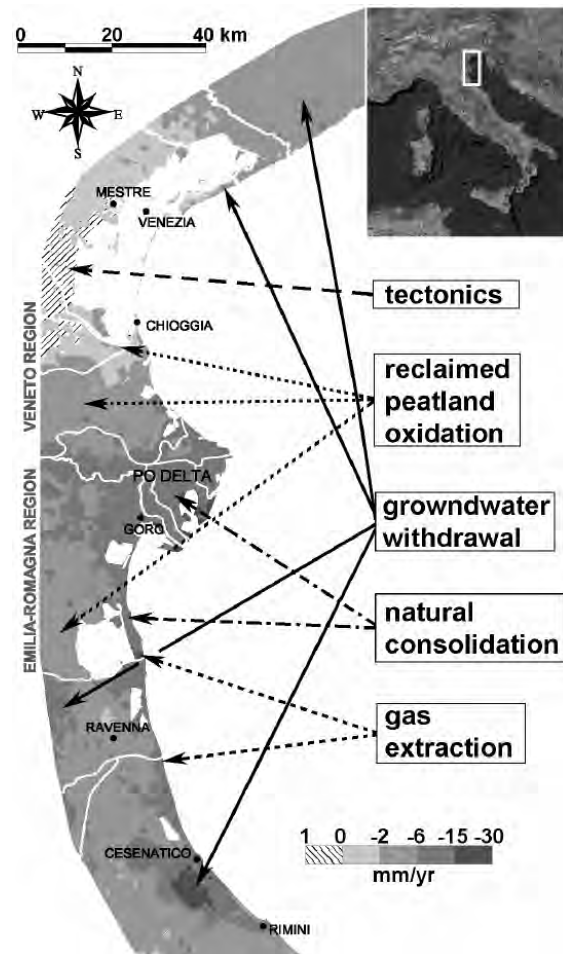 0 20 40 km
N
W E
S
MESTRE
VENEZIA
tectonics
CHIOGGIA
VENETO REGION
reclaimed
peatland
oxidation
PO DELTA
growndwater
withdrawal
GORO
EMILIA-ROMAGNA REGION
natural
consolidation
gas
extraction
RAVENNA
1 0 -2 -6 -15 -30
mm/yr
CESENATICO
RIMINI